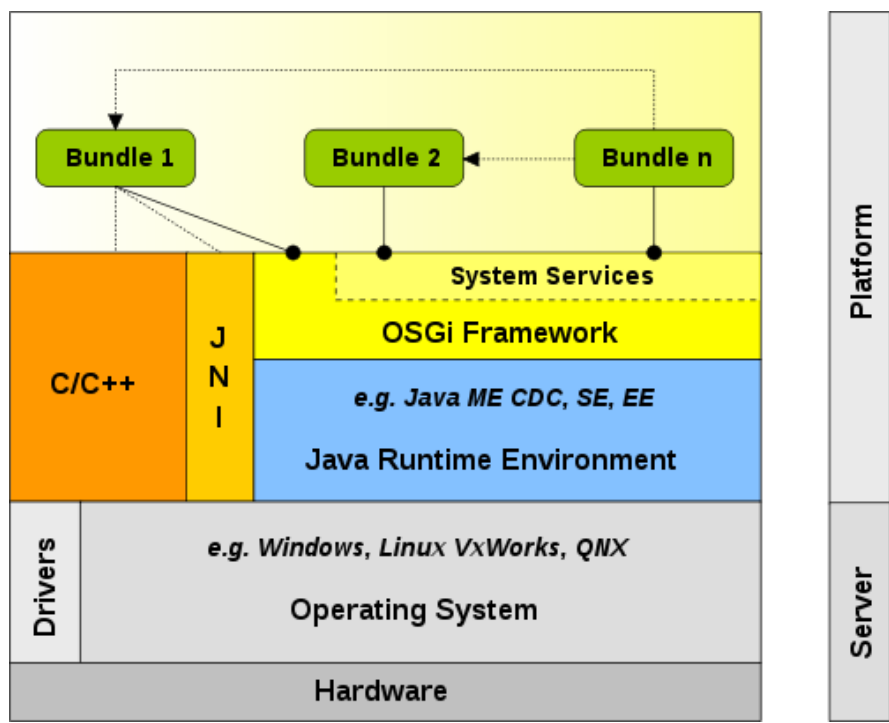 Bundle 1
Bundle 2
Bundle n
System Services
OSGi Framework
C/C++
J
N
I
e.g. Java ME CDC, SE, EE
Java Runtime Environment
Drivers
e.g. Windows, Linux VxWorks, QNX
Operating System
Hardware
Platform
Server